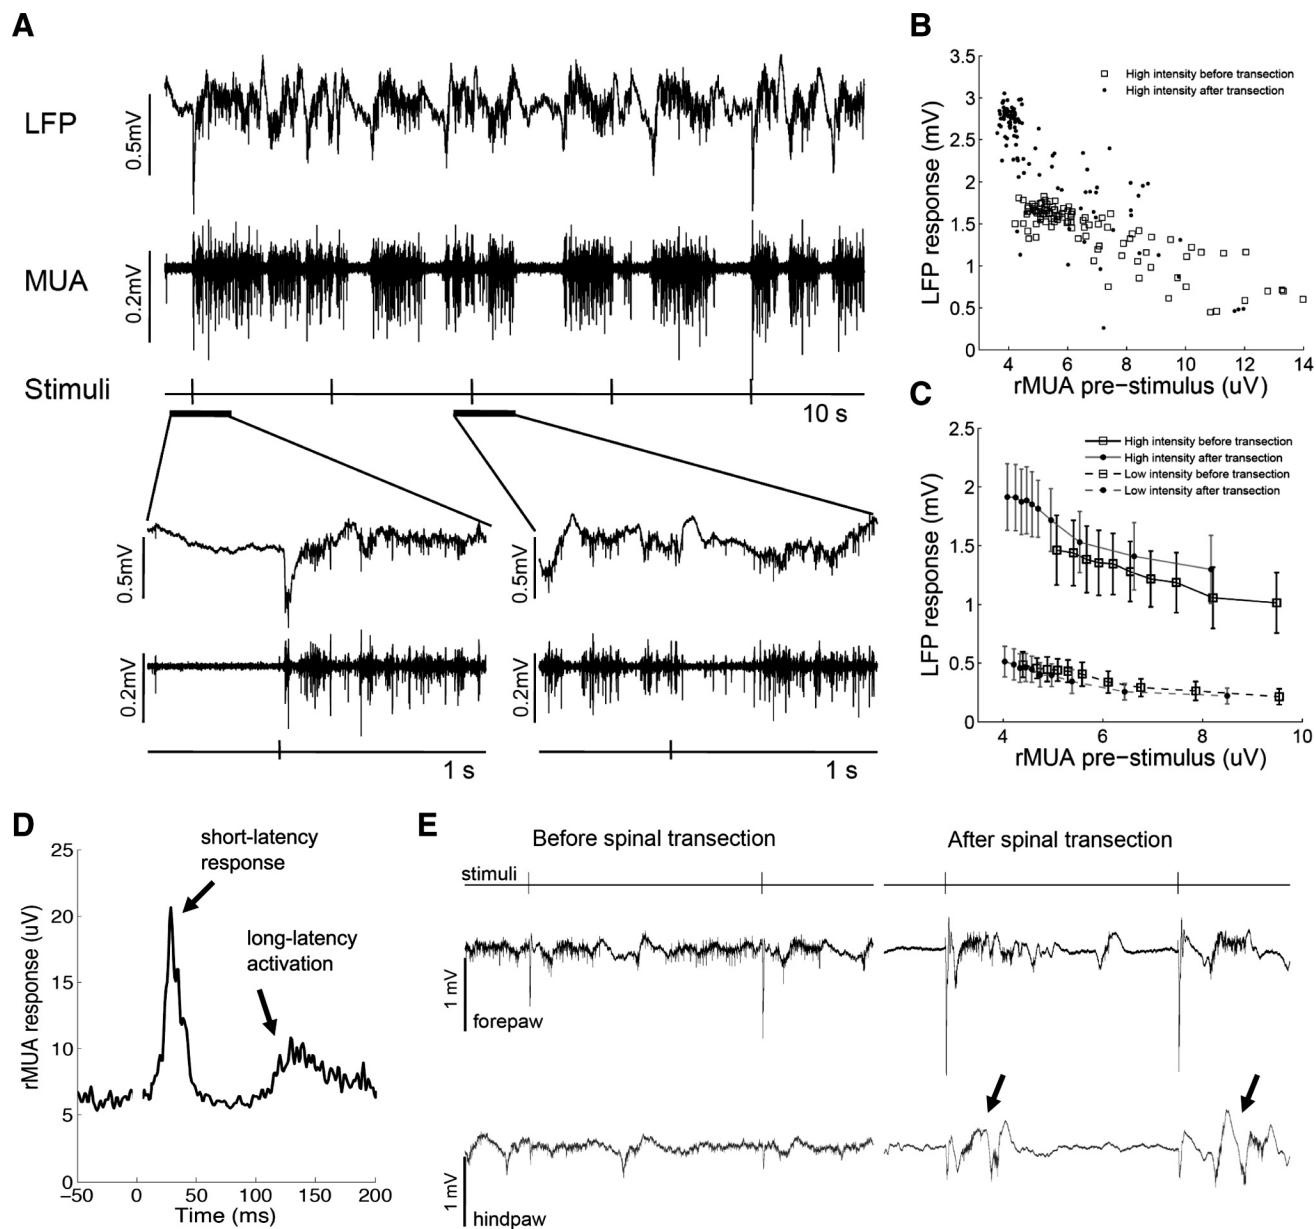 A
LFP
0.5mV
MUA
0.2mV
Stimuli
10 s
0.5mV
0.5mV
0.2mV
0.2mV
1 s
1 s
B
3.5
3
2.5
2
1.5
1
0.5
0
LFP response (mV)
High intensity before transection
High intensity after transection
4 6 8 10 12 14
rMUA pre−stimulus (uV)
C
2.5
2
1.5
1
0.5
0
LFP response (mV)
High intensity before transection
High intensity after transection
Low intensity before transection
Low intensity after transection
4 6 8 10
rMUA pre−stimulus (uV)
D
25
20
15
10
5
0
rMUA response (uV)
short-latency
response
long-latency
activation
−50 0 50 100 150 200
Time (ms)
E
Before spinal transection
After spinal transection
stimuli
1 mV
forepaw
1 mV
hindpaw